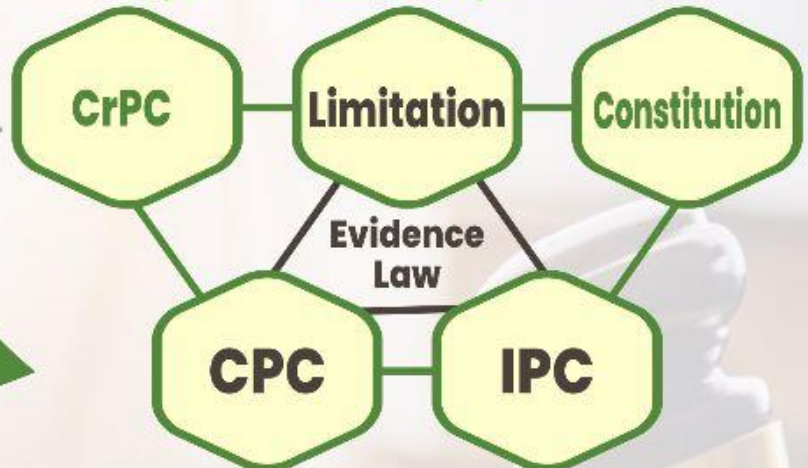 CrPC
Limitation
Constitution
Evidence
Law
CPC
IPC